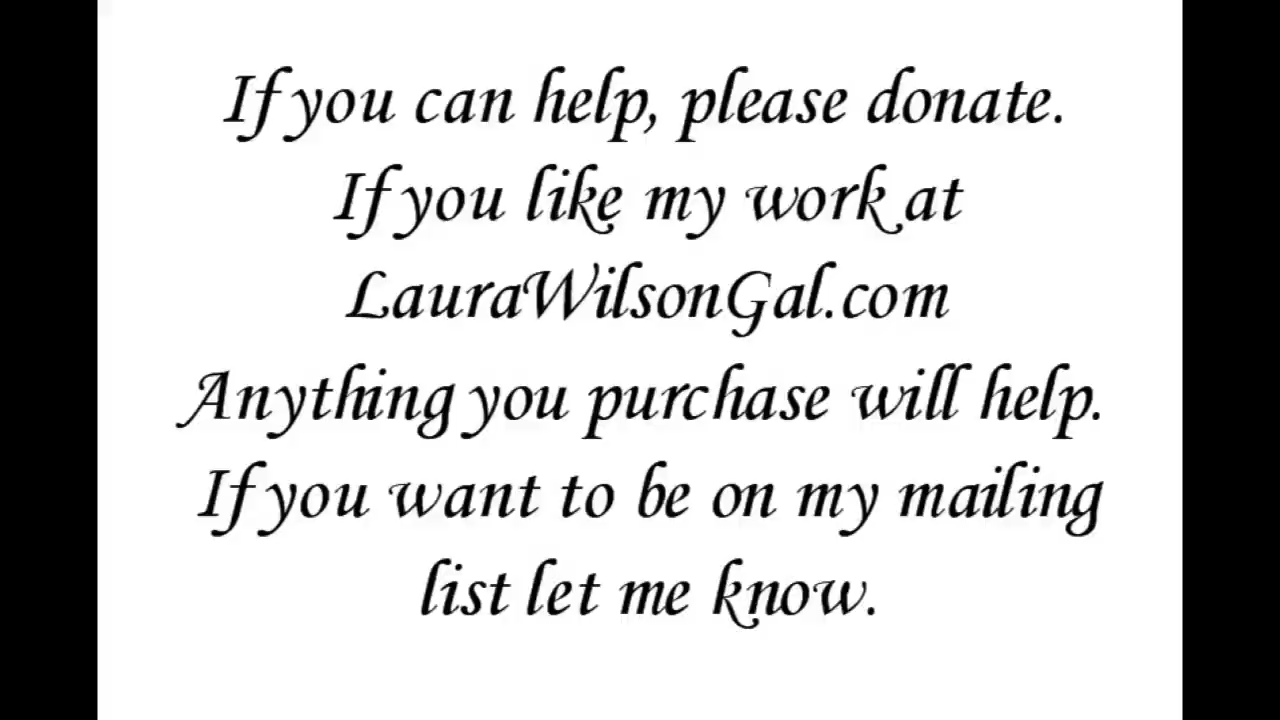 If you can help, please donate.
If you like my work at
LauraWilsonGal.com
Anything you purchase will help.
If you want to be on my mailing
list let me know.